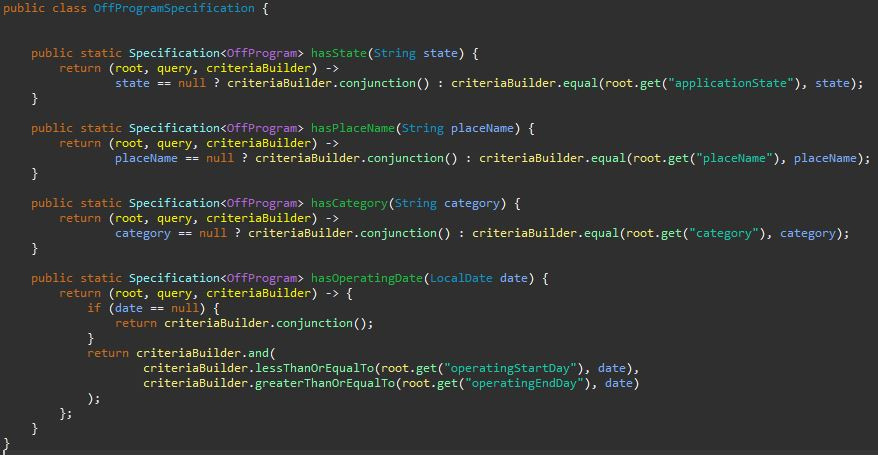 public class OffProgramSpecification {
    public static Specification<OffProgram> hasState(String state) {
        return (root, query, criteriaBuilder) ->
                state == null ? criteriaBuilder.conjunction() : criteriaBuilder.equal(root.get("applicationState"), state);
    }
    public static Specification<OffProgram> hasPlaceName(String placeName) {
        return (root, query, criteriaBuilder) ->
                placeName == null ? criteriaBuilder.conjunction() : criteriaBuilder.equal(root.get("placeName"), placeName);
    }
    public static Specification<OffProgram> hasCategory(String category) {
        return (root, query, criteriaBuilder) ->
                category == null ? criteriaBuilder.conjunction() : criteriaBuilder.equal(root.get("category"), category);
    }
    public static Specification<OffProgram> hasOperatingDate(LocalDate date) {
        return (root, query, criteriaBuilder) -> {
            if (date == null) {
                return criteriaBuilder.conjunction();
            }
            return criteriaBuilder.and(
                    criteriaBuilder.lessThanOrEqualTo(root.get("operatingStartDay"), date),
                    criteriaBuilder.greaterThanOrEqualTo(root.get("operatingEndDay"), date)
            );
        };
    }
}